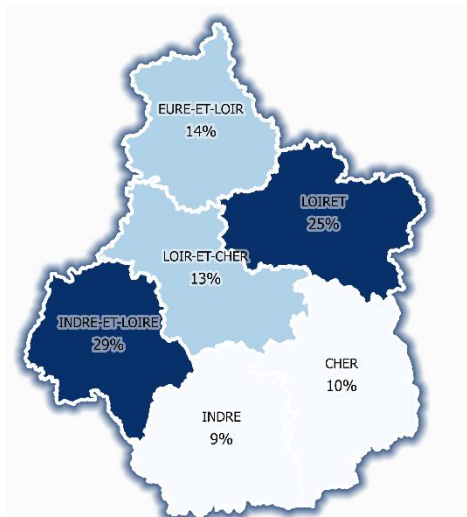 EURE-ET-LOIR
14%
LOIRET
25%
LOIR-ET-CHER
13%
INDRE-ET-LOIRE
29%
CHER
10%
INDRE
9%